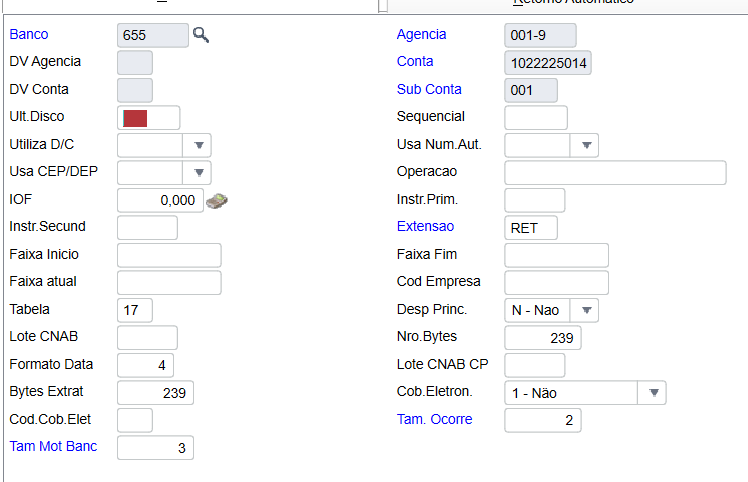 Retorno Automatico
Banco 655 Agencia 001-9
DV Agencia Conta 1022225014
DV Conta Sub Conta 001
Ult.Disco Sequencial
Utiliza D/C Usa Num.Aut.
Usa CEP/DEP Operacao
IOF 0,000 Instr.Prim.
Instr.Secund Extensao RET
Faixa Inicio Faixa Fim
Faixa atual Cod Empresa
Tabela 17 Desp Princ. N - Nao
Lote CNAB Nro.Bytes 239
Formato Data 4 Lote CNAB CP
Bytes Extrat 239 Cob.Eletron. 1 - Não
Cod.Cob.Elet Tam. Ocorre 2
Tam Mot Banc 3